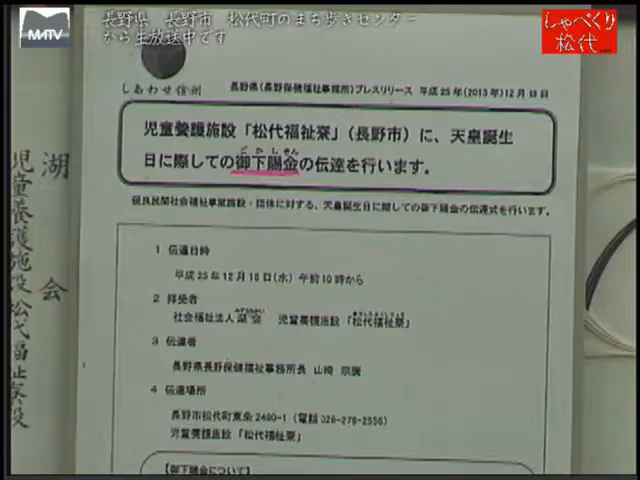 MATV
長野県　長野市　松代町のまち歩きセンター
から生放送中です
しゃべくり
松代
しあわせ信州
長野県(長野保健福祉事務所)プレスリリース 平成25年(2013年)12月13日
児童養護施設「松代福祉寮」(長野市)に、天皇誕生
日に際しての御下賜金の伝達を行います。
ごかしきん
優良民間社会福祉事業施設・団体に対する、天皇誕生日に際しての御下賜金の伝達式を行います。
1 伝達日時
平成25年12月18日(水) 午前10時から
2 拝受者
社会福祉法人 湖会　児童養護施設「松代福祉寮」
3 伝達者
長野県長野保健福祉事務所長 山崎 宗廣
4 伝達場所
長野市松代町東条2490-1 (電話 026-278-2556)
児童養護施設「松代福祉寮」
【御下賜金について】
湖会
児童養護施設松代福祉寮